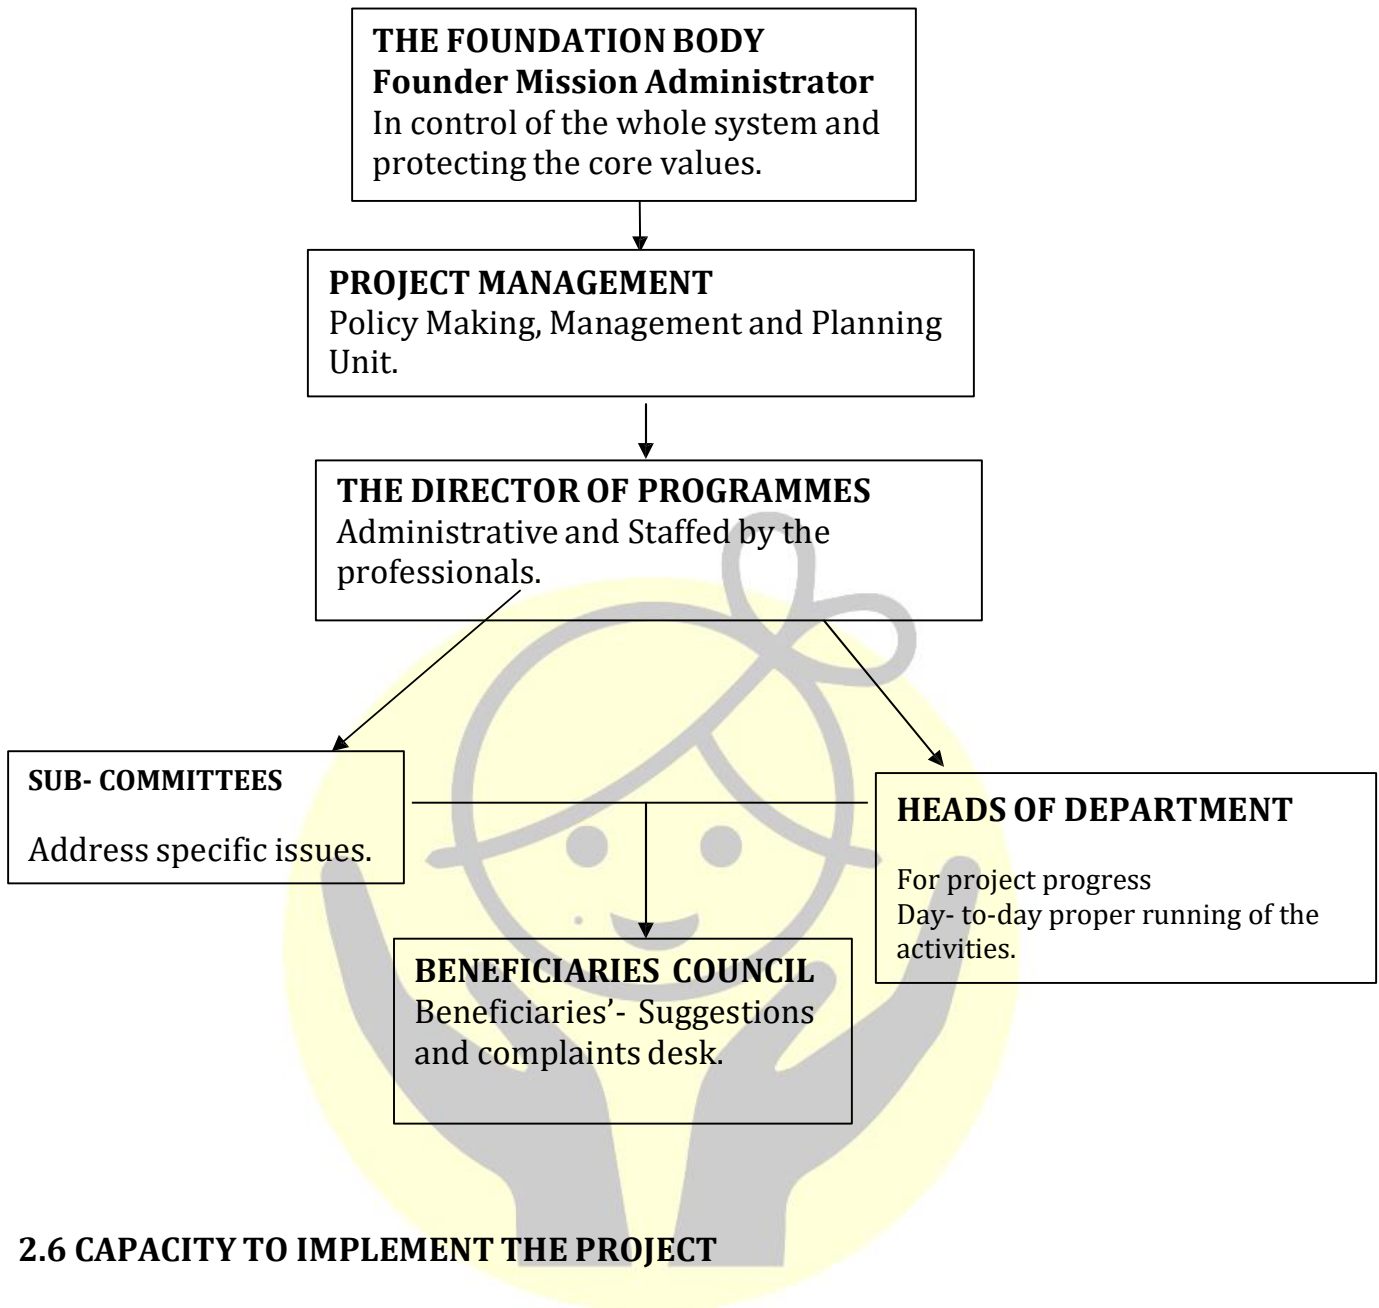 THE FOUNDATION BODY
Founder Mission Administrator
In control of the whole system and
protecting the core values.
PROJECT MANAGEMENT
Policy Making, Management and Planning
Unit.
THE DIRECTOR OF PROGRAMMES
Administrative and Staffed by the
professionals.
SUB- COMMITTEES
Address specific issues.
HEADS OF DEPARTMENT
For project progress
Day- to-day proper running of the
activities.
BENEFICIARIES COUNCIL
Beneficiaries’- Suggestions
and complaints desk.
2.6 CAPACITY TO IMPLEMENT THE PROJECT